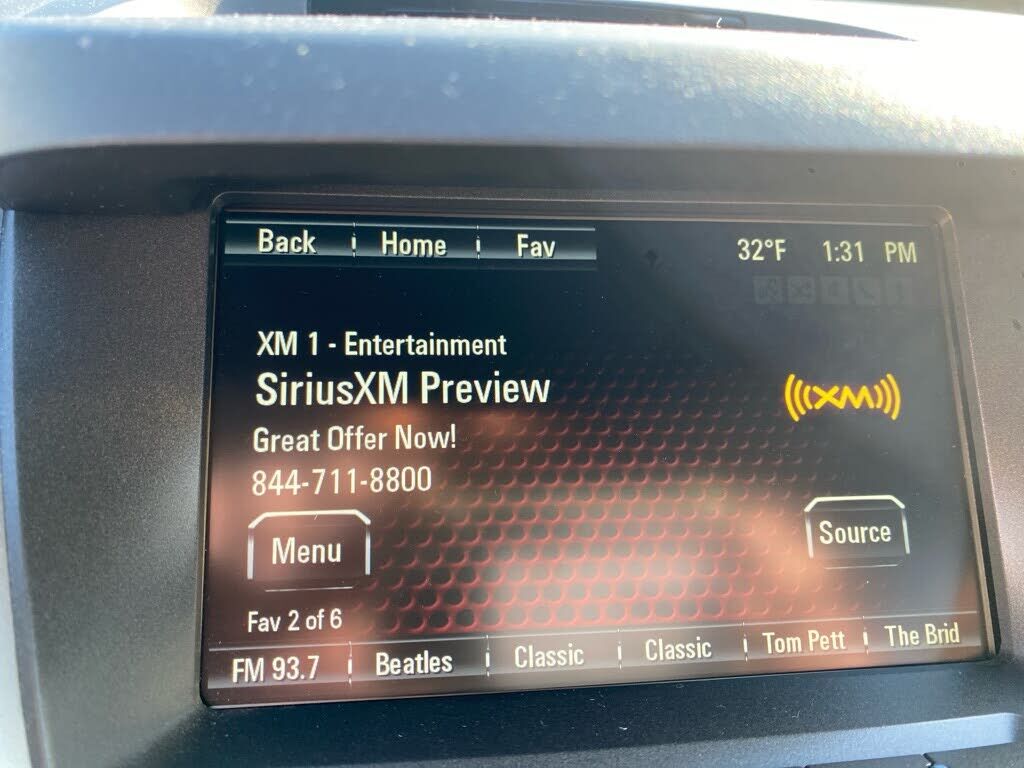 Back Home Fav 32°F 1:31 PM
XM 1 - Entertainment
SiriusXM Preview
XM
Great Offer Now!
844-711-8800
Menu Source
Fav 2 of 6
FM 93.7 Beatles Classic Classic Tom Pett The Brid